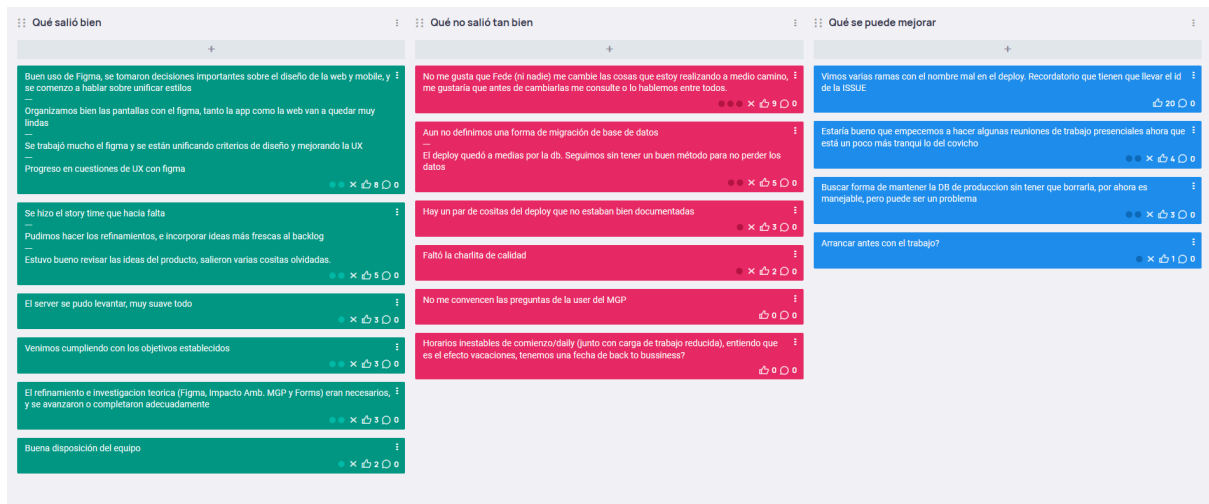 Qué salió bien
+
Buen uso de Figma, se tomaron decisiones importantes sobre el diseño de la web y mobile, y
se comenzo a hablar sobre unificar estilos
—
Organizamos bien las pantallas con el figma, tanto la app como la web van a quedar muy
lindas
—
Se trabajó mucho el figma y se están unificando criterios de diseño y mejorando la UX
—
Progreso en cuestiones de UX con figma
8 0
Se hizo el story time que hacia falta
—
Pudimos hacer los refinamientos, e incorporar ideas más frescas al backlog
—
Estuvo bueno revisar las ideas del producto, salieron varias cositas olvidadas.
5 0
El server se pudo levantar, muy suave todo
3 0
Venimos cumpliendo con los objetivos establecidos
3 0
El refinamiento e investigacion teorica (Figma, Impacto Amb. MGP y Forms) eran necesarios,
y se avanzaron o completaron adecuadamente
3 0
Buena disposición del equipo
2 0
Qué no salió tan bien
+
No me gusta que Fede (ni nadie) me cambie las cosas que estoy realizando a medio camino,
me gustaría que antes de cambiarlas me consulte o lo hablemos entre todos.
9 0
Aun no definimos una forma de migración de base de datos
—
El deploy quedó a medias por la db. Seguimos sin tener un buen método para no perder los
datos
5 0
Hay un par de cositas del deploy que no estaban bien documentadas
3 0
Faltó la charlita de calidad
2 0
No me convencen las preguntas de la user del MGP
0 0
Horarios inestables de comienzo/daily (junto con carga de trabajo reducida), entiendo que
es el efecto vacaciones, tenemos una fecha de back to bussiness?
0 0
Qué se puede mejorar
+
Vimos varias ramas con el nombre mal en el deploy. Recordatorio que tienen que llevar el id
de la ISSUE
20 0
Estaría bueno que empecemos a hacer algunas reuniones de trabajo presenciales ahora que
está un poco más tranqui lo del covicho
4 0
Buscar forma de mantener la DB de produccion sin tener que borrarla, por ahora es
manejable, pero puede ser un problema
3 0
Arrancar antes con el trabajo?
1 0